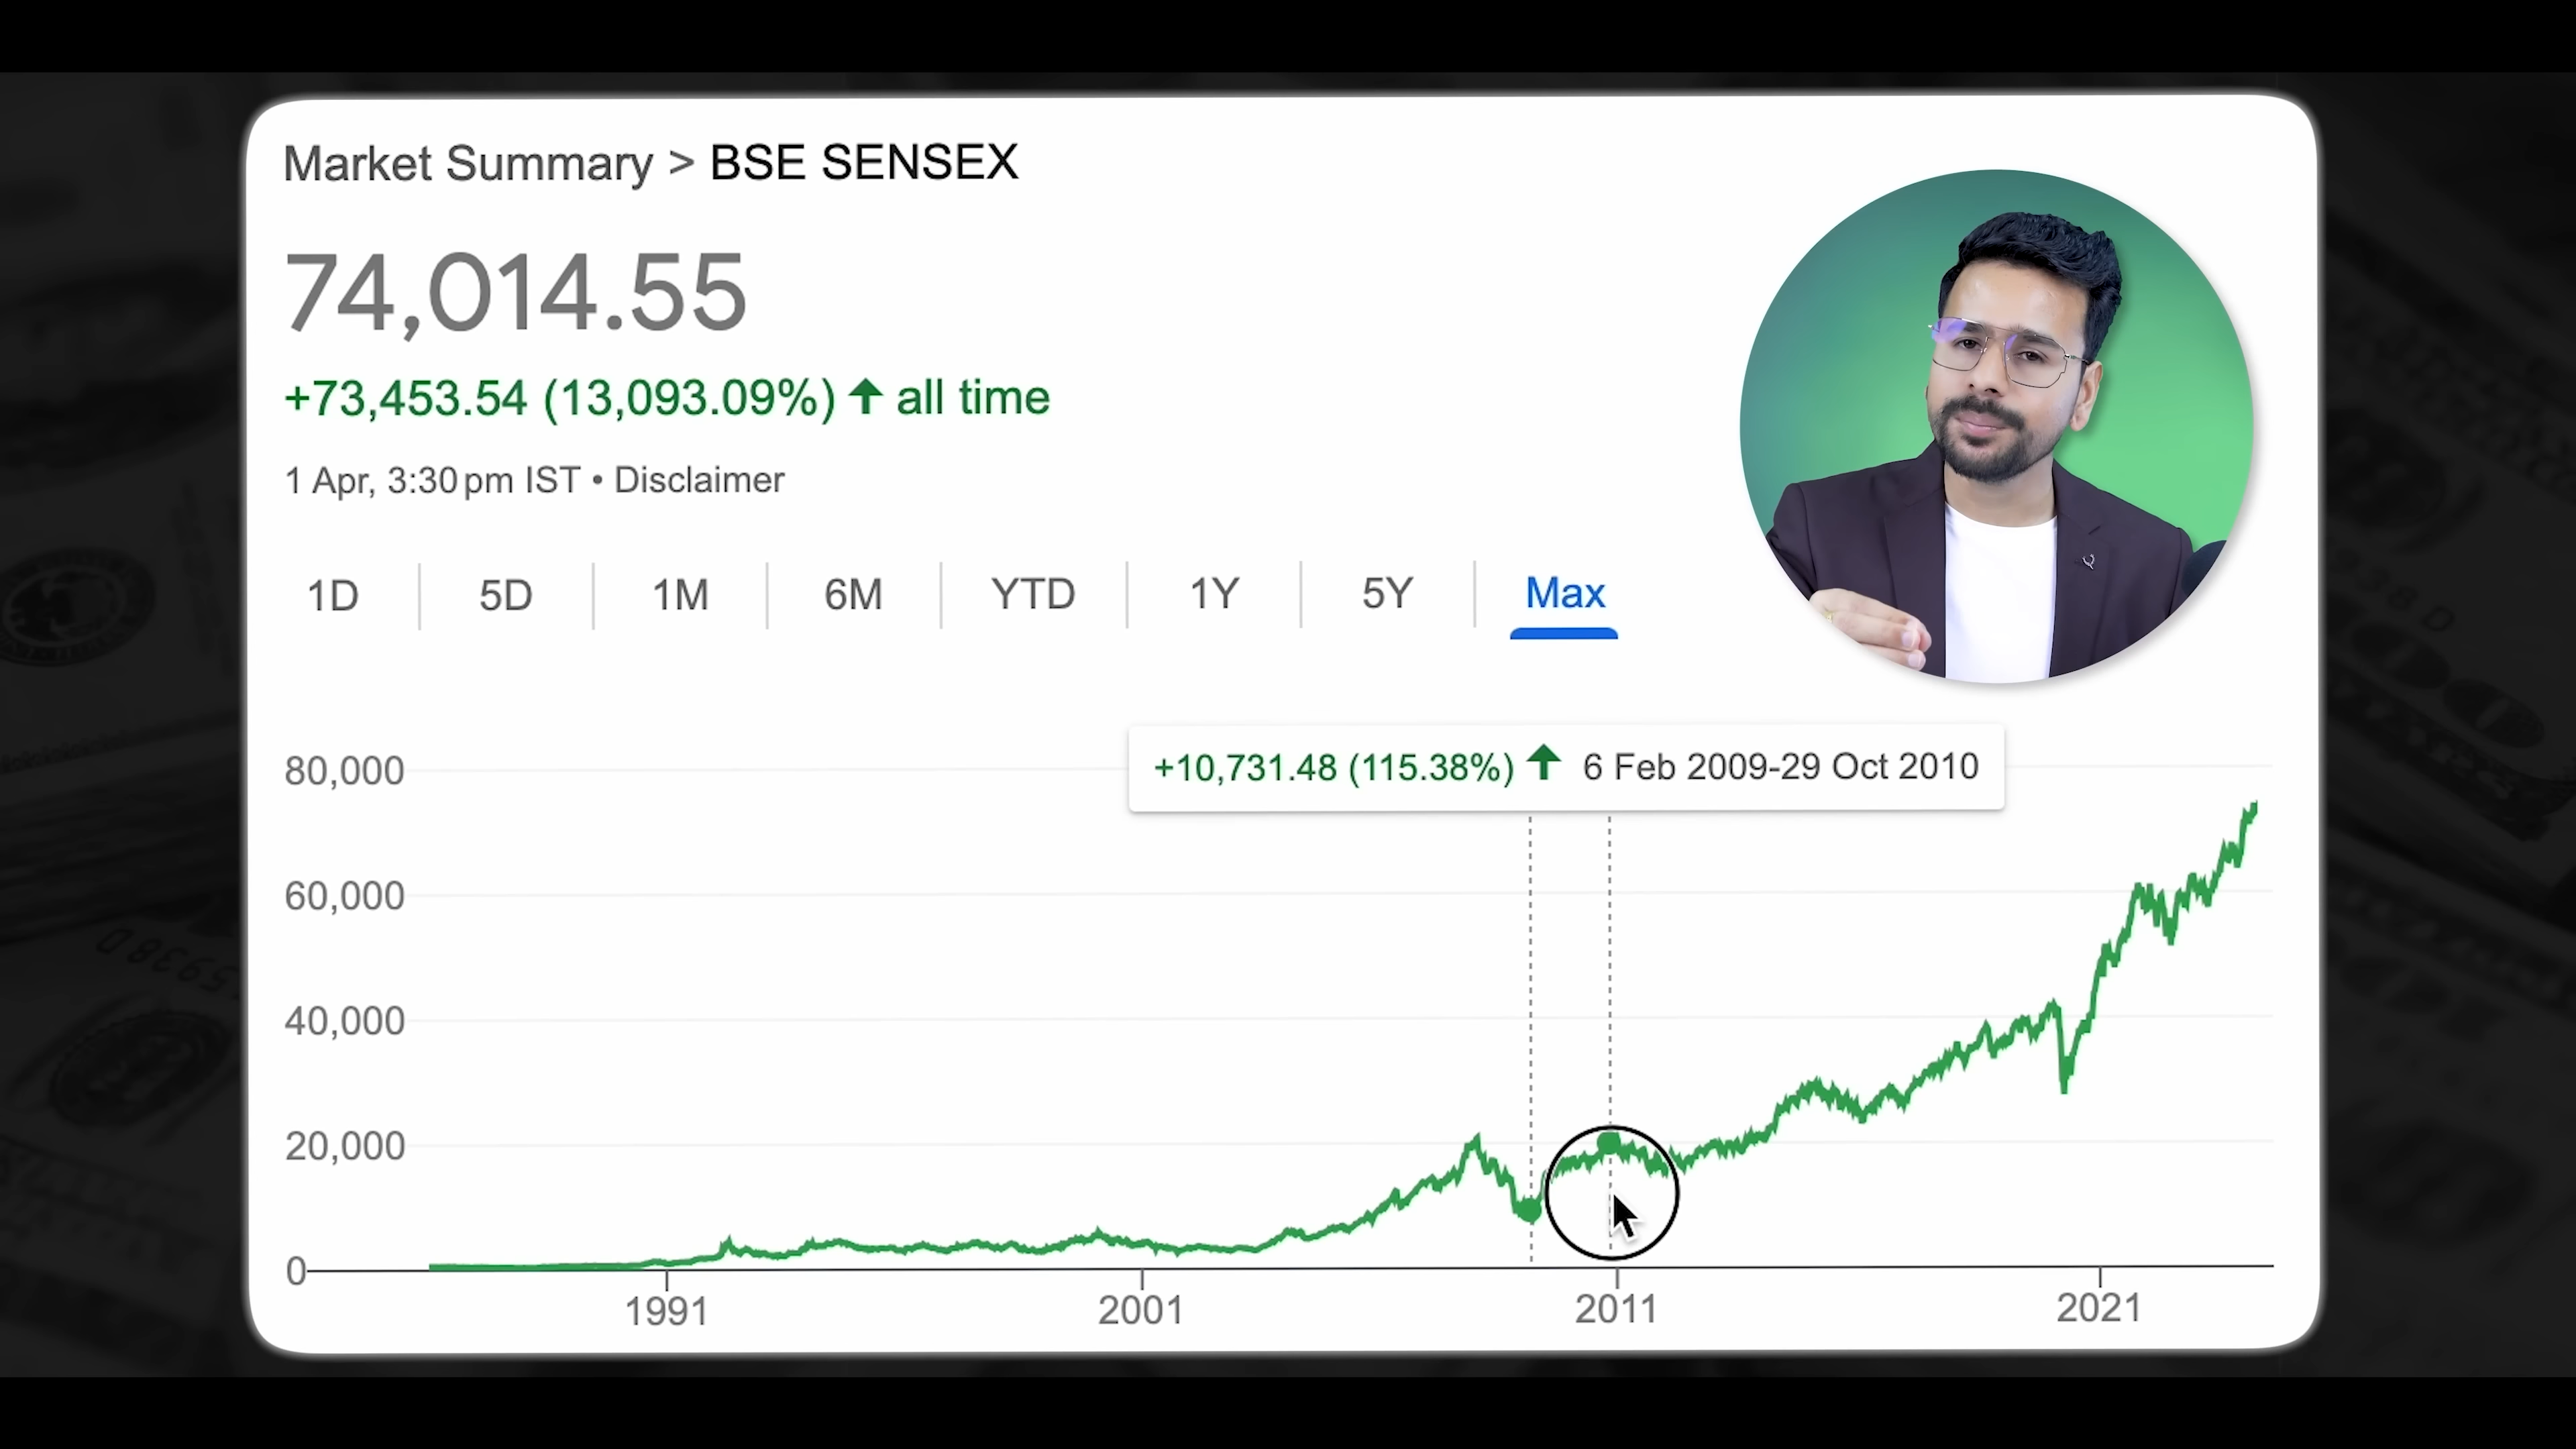 Market Summary > BSE SENSEX
74,014.55
+73,453.54 (13,093.09%) ↑ all time
1 Apr, 3:30 pm IST • Disclaimer
1D 5D 1M 6M YTD 1Y 5Y Max
+10,731.48 (115.38%) ↑ 6 Feb 2009-29 Oct 2010
80,000
60,000
40,000
20,000
0
1991 2001 2011 2021